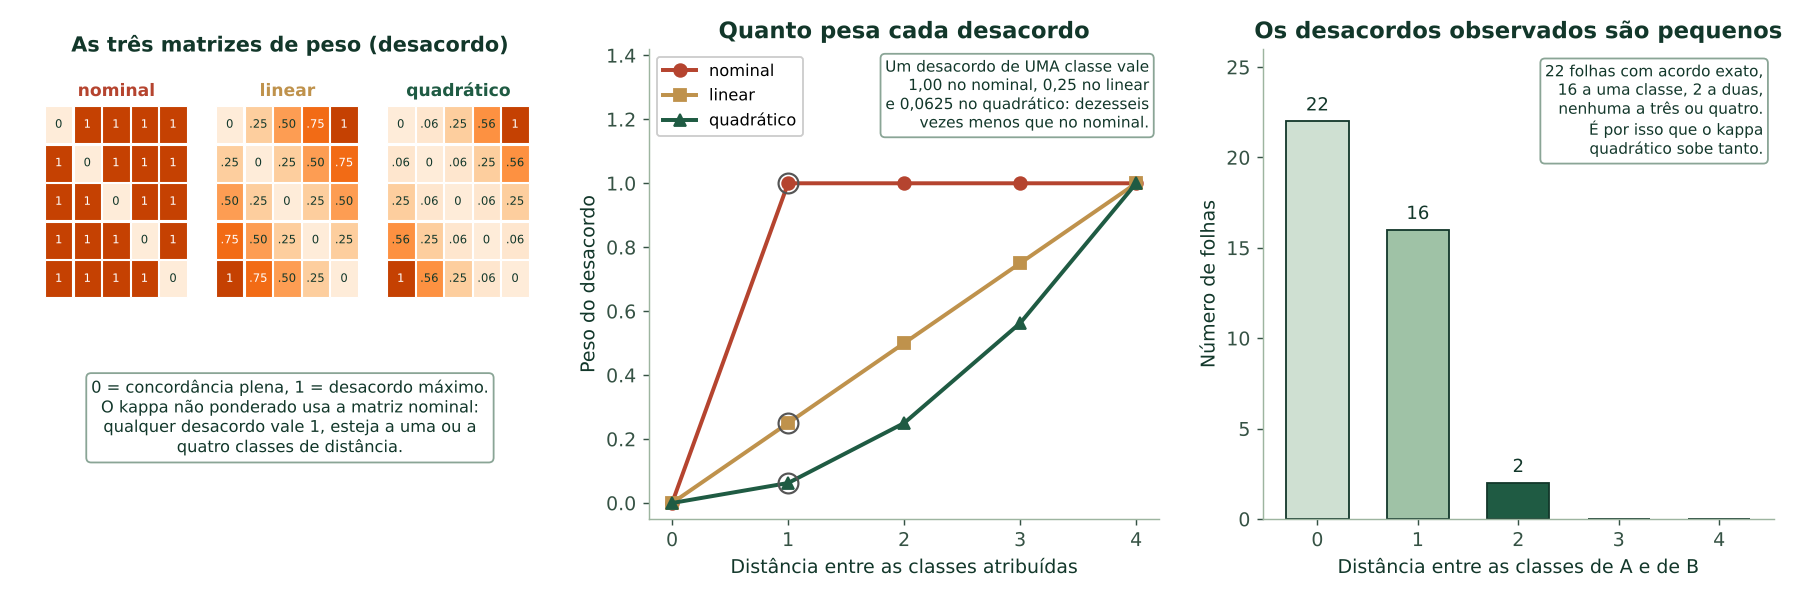 As três matrizes de peso (desacordo)
nominal
0 1 1 1 1
1 0 1 1 1
1 1 0 1 1
1 1 1 0 1
1 1 1 1 0
linear
0 .25 .50 .75 1
.25 0 .25 .50 .75
.50 .25 0 .25 .50
.75 .50 .25 0 .25
1 .75 .50 .25 0
quadrático
0 .06 .25 .56 1
.06 0 .06 .25 .56
.25 .06 0 .06 .25
.56 .25 .06 0 .06
1 .56 .25 .06 0
0 = concordância plena, 1 = desacordo máximo.
O kappa não ponderado usa a matriz nominal:
qualquer desacordo vale 1, esteja a uma ou a
quatro classes de distância.
Quanto pesa cada desacordo
nominal
linear
quadrático
Um desacordo de UMA classe vale
1,00 no nominal, 0,25 no linear
e 0,0625 no quadrático: dezesseis
vezes menos que no nominal.
Peso do desacordo
1.4
1.2
1.0
0.8
0.6
0.4
0.2
0.0
0 1 2 3 4
Distância entre as classes atribuídas
Os desacordos observados são pequenos
22 folhas com acordo exato,
16 a uma classe, 2 a duas,
nenhuma a três ou quatro.
É por isso que o kappa
quadrático sobe tanto.
Número de folhas
25
20
15
10
5
0
22
16
2
0 1 2 3 4
Distância entre as classes de A e de B